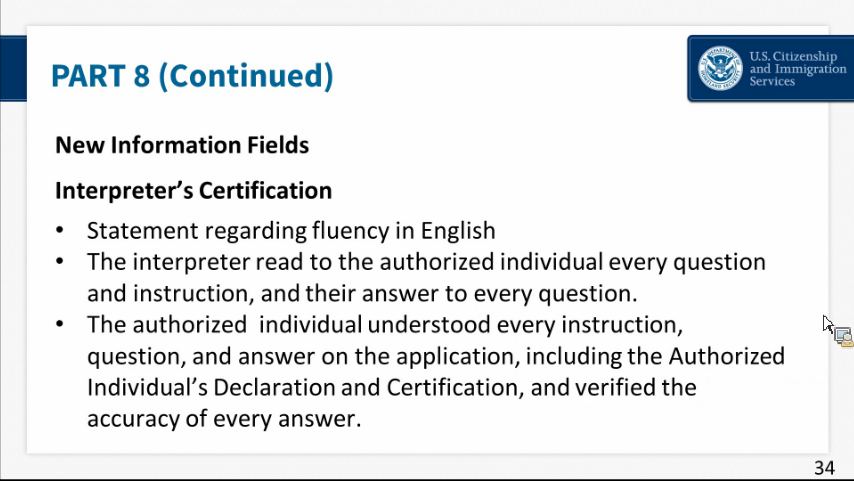 PART 8 (Continued)
U.S. Citizenship
and Immigration
Services
New Information Fields
Interpreter's Certification
• Statement regarding fluency in English
• The interpreter read to the authorized individual every question
and instruction, and their answer to every question.
• The authorized  individual understood every instruction,
question, and answer on the application, including the Authorized
Individual's Declaration and Certification, and verified the
accuracy of every answer.
34